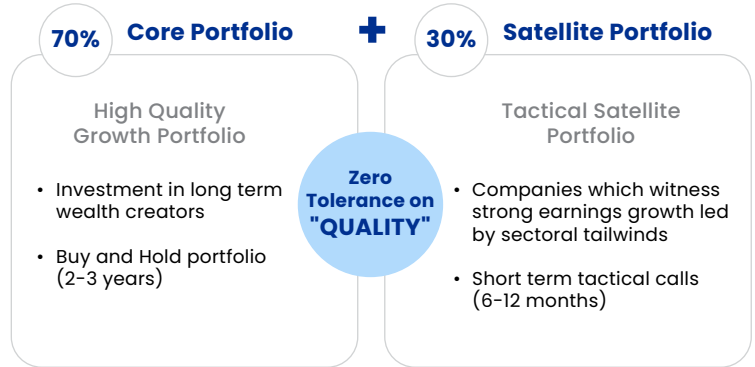 70% Core Portfolio
High Quality
Growth Portfolio
• Investment in long term
wealth creators
• Buy and Hold portfolio
(2-3 years)
+
Zero
Tolerance on
"QUALITY"
30% Satellite Portfolio
Tactical Satellite
Portfolio
• Companies which witness
strong earnings growth led
by sectoral tailwinds
• Short term tactical calls
(6-12 months)